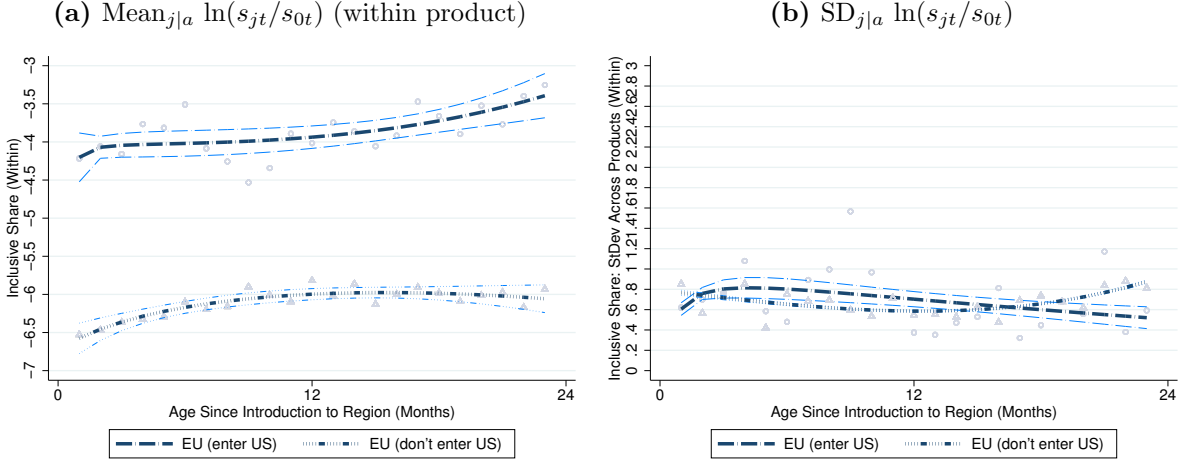 (a) Mean_{j|a} ln(s_{jt}/s_{0t}) (within product)
Inclusive Share (Within)
-3
-3.5
-4
-4.5
-5
-5.5
-6
-6.5
-7
0
12
24
Age Since Introduction to Region (Months)
EU (enter US)
EU (don't enter US)
(b) SD_{j|a} ln(s_{jt}/s_{0t})
Inclusive Share: StDev Across Products (Within)
0 .2 .4 .6 .8 1 1.2 1.4 1.6 1.8 2 2.2 2.4 2.6 2.8 3
0
12
24
Age Since Introduction to Region (Months)
EU (enter US)
EU (don't enter US)